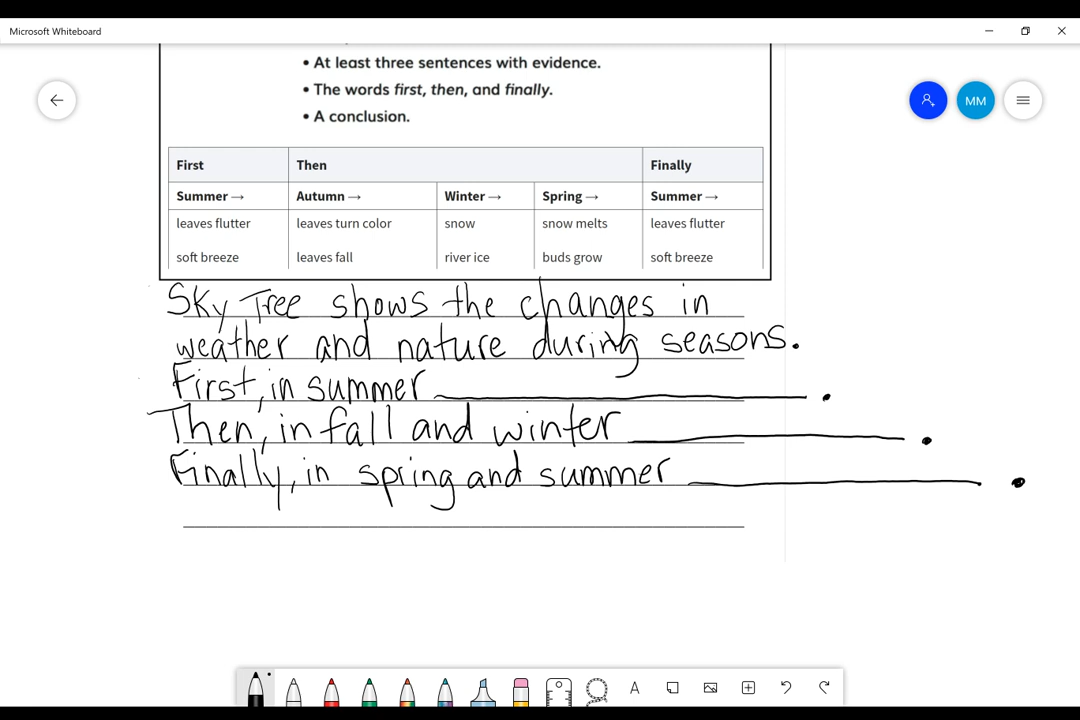 Microsoft Whiteboard
• At least three sentences with evidence.
• The words first, then, and finally.
• A conclusion.
MM
First Then Finally
Summer → Autumn → Winter → Spring → Summer →
leaves flutter leaves turn color snow snow melts leaves flutter
soft breeze leaves fall river ice buds grow soft breeze
Sky Tree shows the changes in
weather and nature during seasons.
First, in summer ________ .
Then, in fall and winter ________ .
Finally, in spring and summer ________ .
A